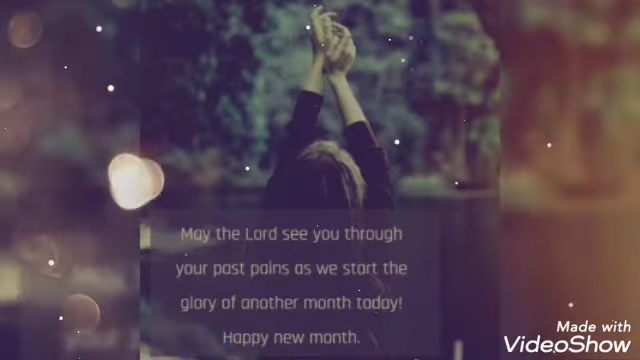 May the Lord see you through
your past pains as we start the
glory of another month today!
Happy new month.
Made with
VideoShow